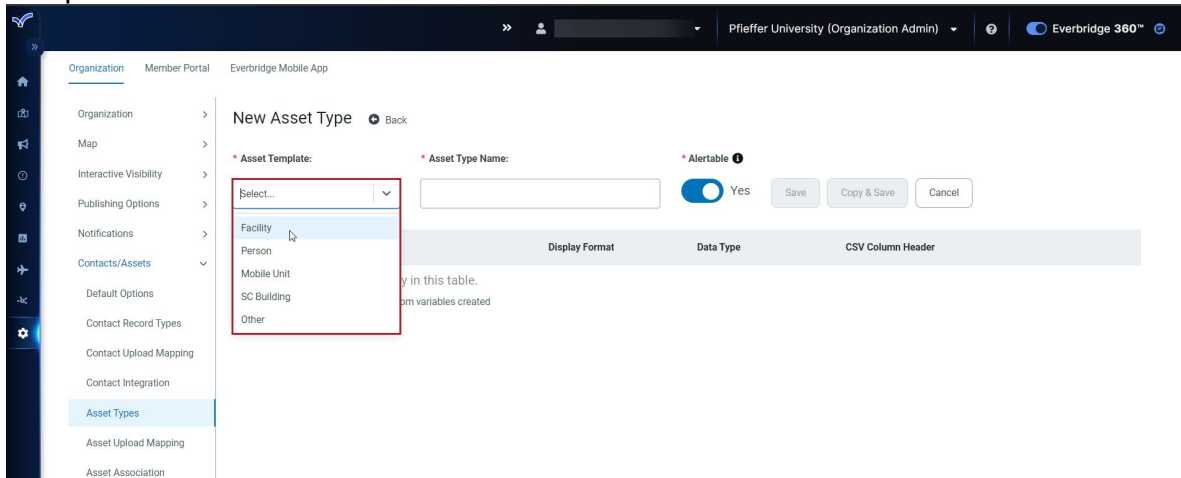 Pfieffer University (Organization Admin)
Everbridge 360™
Organization Member Portal Everbridge Mobile App
Organization
Map
Interactive Visibility
Publishing Options
Notifications
Contacts/Assets
Default Options
Contact Record Types
Contact Upload Mapping
Contact Integration
Asset Types
Asset Upload Mapping
Asset Association
New Asset Type Back
* Asset Template: * Asset Type Name: * Alertable
Select... Yes Save Copy & Save Cancel
Facility
Person
Mobile Unit
SC Building
Other
Display Format Data Type CSV Column Header
y in this table.
om variables created